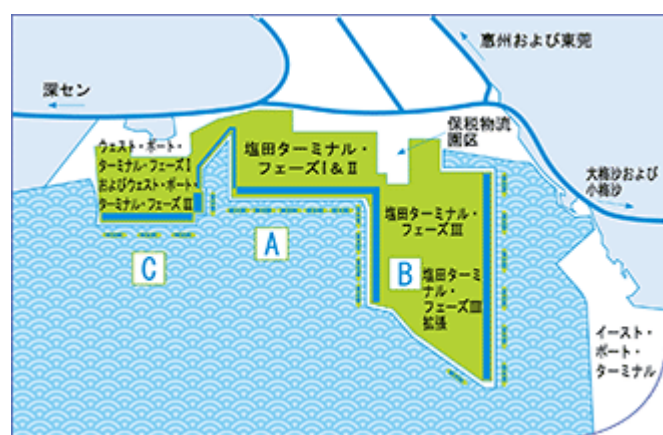 恵州および東莞
深セン
保税物流
園区
ウェスト・ポート・
ターミナル・フェーズI
およびウェスト・ポート・
ターミナル・フェーズII
塩田ターミナル・
フェーズI&II
大梅沙および
小梅沙
塩田ターミナル・
フェーズIII
A
B
C
塩田ターミ
ナル・
フェーズIII
拡張
イースト・
ポート・
ターミナル